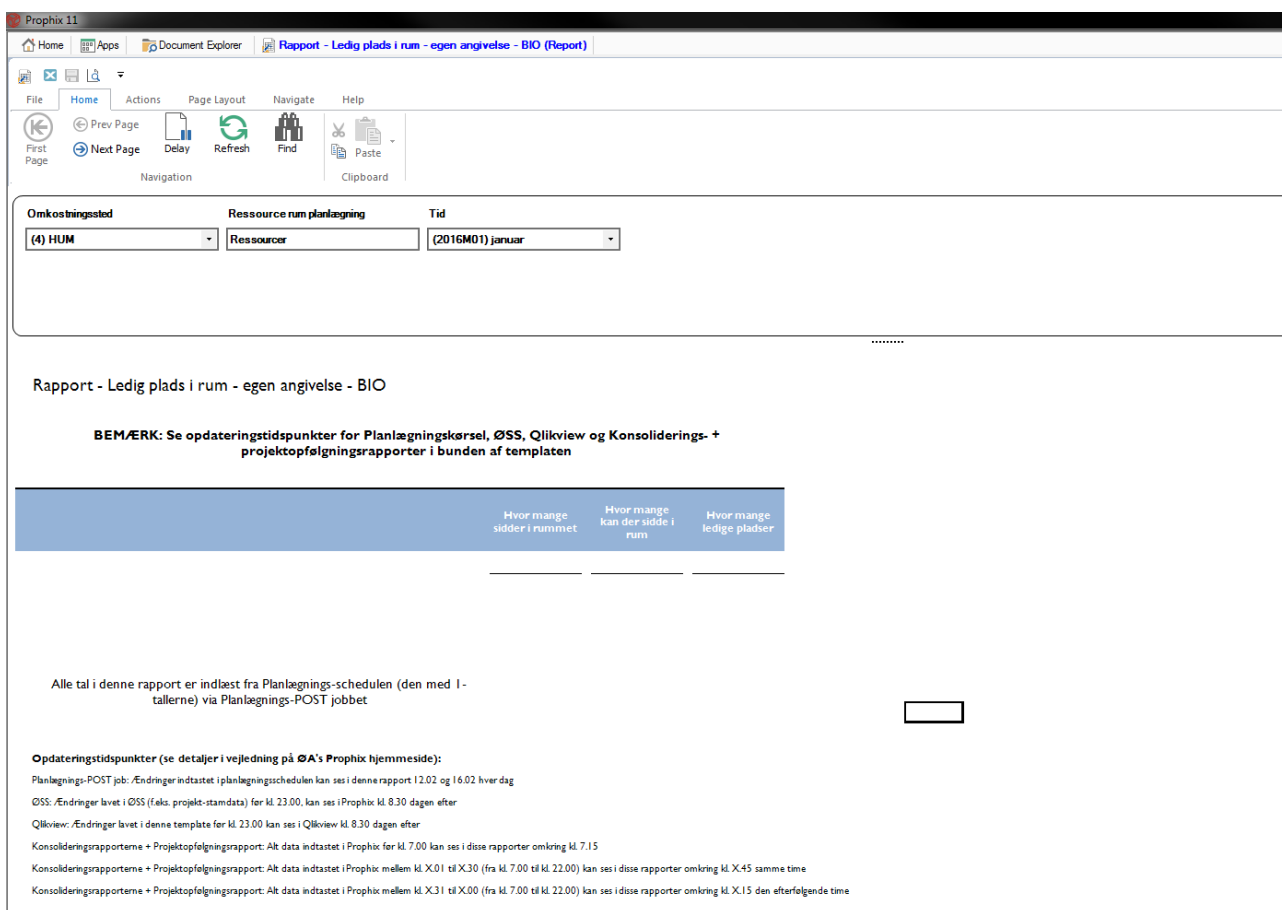 Prophix 11
Home Apps Document Explorer Rapport - Ledig plads i rum - egen angivelse - BIO (Report)
File Home Actions Page Layout Navigate Help
First Page Prev Page Next Page Delay Refresh Find Paste
Navigation Clipboard
Omkostningssted Ressource rum planlægning Tid
(4) HUM Ressourcer (2016M01) januar
Rapport - Ledig plads i rum - egen angivelse - BIO
BEMÆRK: Se opdateringstidspunkter for Planlægningskørsel, ØSS, Qlikview og Konsoliderings- +
projektopfølgningsrapporter i bunden af templaten
Hvor mange sidder i rummet Hvor mange kan der sidde i rum Hvor mange ledige pladser
Alle tal i denne rapport er indlæst fra Planlægnings-schedulen (den med 1-
tallerne) via Planlægnings-POST jobbet
Opdateringstidspunkter (se detaljer i vejledning på ØA's Prophix hjemmeside):
Planlægnings-POST job: Ændringer indtastet i planlægningsschedulen kan ses i denne rapport 12.02 og 16.02 hver dag
ØSS: Ændringer lavet i ØSS (f.eks. projekt-stamdata) før kl. 23.00, kan ses i Prophix kl. 8.30 dagen efter
Qlikview: Ændringer lavet i denne template før kl. 23.00 kan ses i Qlikview kl. 8.30 dagen efter
Konsolideringsrapporterne + Projektopfølgningsrapport: Alt data indtastet i Prophix før kl. 7.00 kan ses i disse rapporter omkring kl. 7.15
Konsolideringsrapporterne + Projektopfølgningsrapport: Alt data indtastet i Prophix mellem kl. X.01 til X.30 (fra kl. 7.00 til kl. 22.00) kan ses i disse rapporter omkring kl. X.45 samme time
Konsolideringsrapporterne + Projektopfølgningsrapport: Alt data indtastet i Prophix mellem kl. X.31 til X.00 (fra kl. 7.00 til kl. 22.00) kan ses i disse rapporter omkring kl. X.15 den efterfølgende time